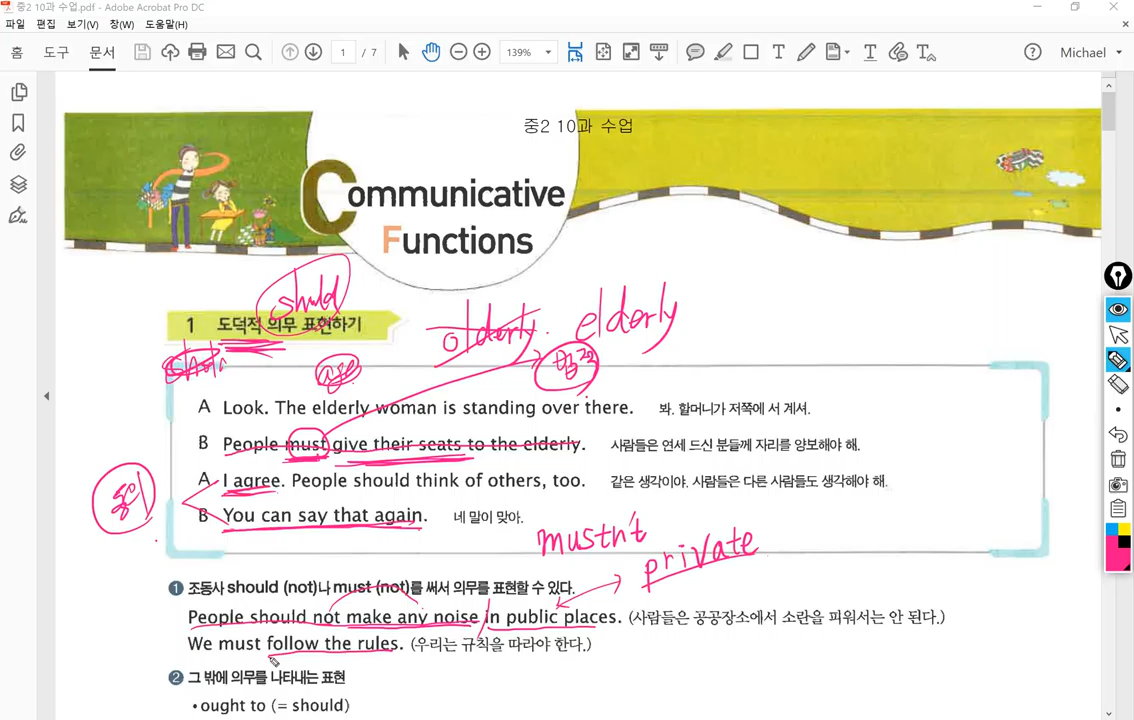 중2 10과 수업.pdf - Adobe Acrobat Pro DC
파일 편집 보기(V) 창(W) 도움말(H)
홈 도구 문서 1 / 7 139% Michael
중2 10과 수업
Communicative
Functions
should
1 도덕적 의무 표현하기
olderly. elderly
age
A Look. The elderly woman is standing over there. 봐. 할머니가 저쪽에 서 계셔.
B People must give their seats to the elderly. 사람들은 연세 드신 분들께 자리를 양보해야 해.
A I agree. People should think of others, too. 같은 생각이야. 사람들은 다른 사람들도 생각해야 해.
동의
B You can say that again. 네 말이 맞아.
mustn't
private
1 조동사 should (not)나 must (not)를 써서 의무를 표현할 수 있다.
People should not make any noise in public places. (사람들은 공공장소에서 소란을 피워서는 안 된다.)
We must follow the rules. (우리는 규칙을 따라야 한다.)
2 그 밖에 의무를 나타내는 표현
• ought to (= should)